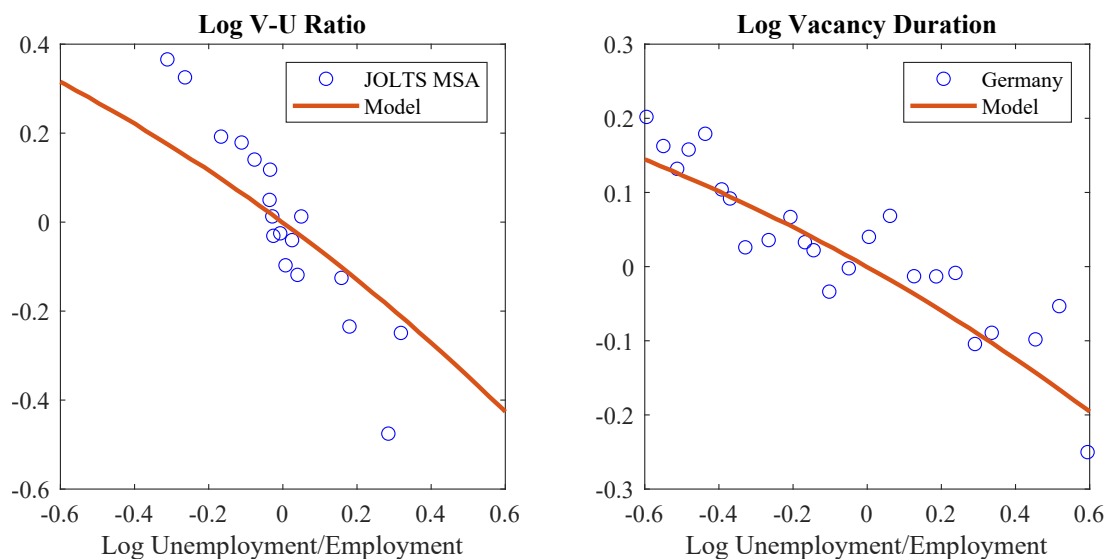 Log V-U Ratio
0.4
0.2
0
-0.2
-0.4
-0.6
-0.6 -0.4 -0.2 0 0.2 0.4 0.6
Log Unemployment/Employment
JOLTS MSA
Model
Log Vacancy Duration
0.3
0.2
0.1
0
-0.1
-0.2
-0.3
-0.6 -0.4 -0.2 0 0.2 0.4 0.6
Log Unemployment/Employment
Germany
Model